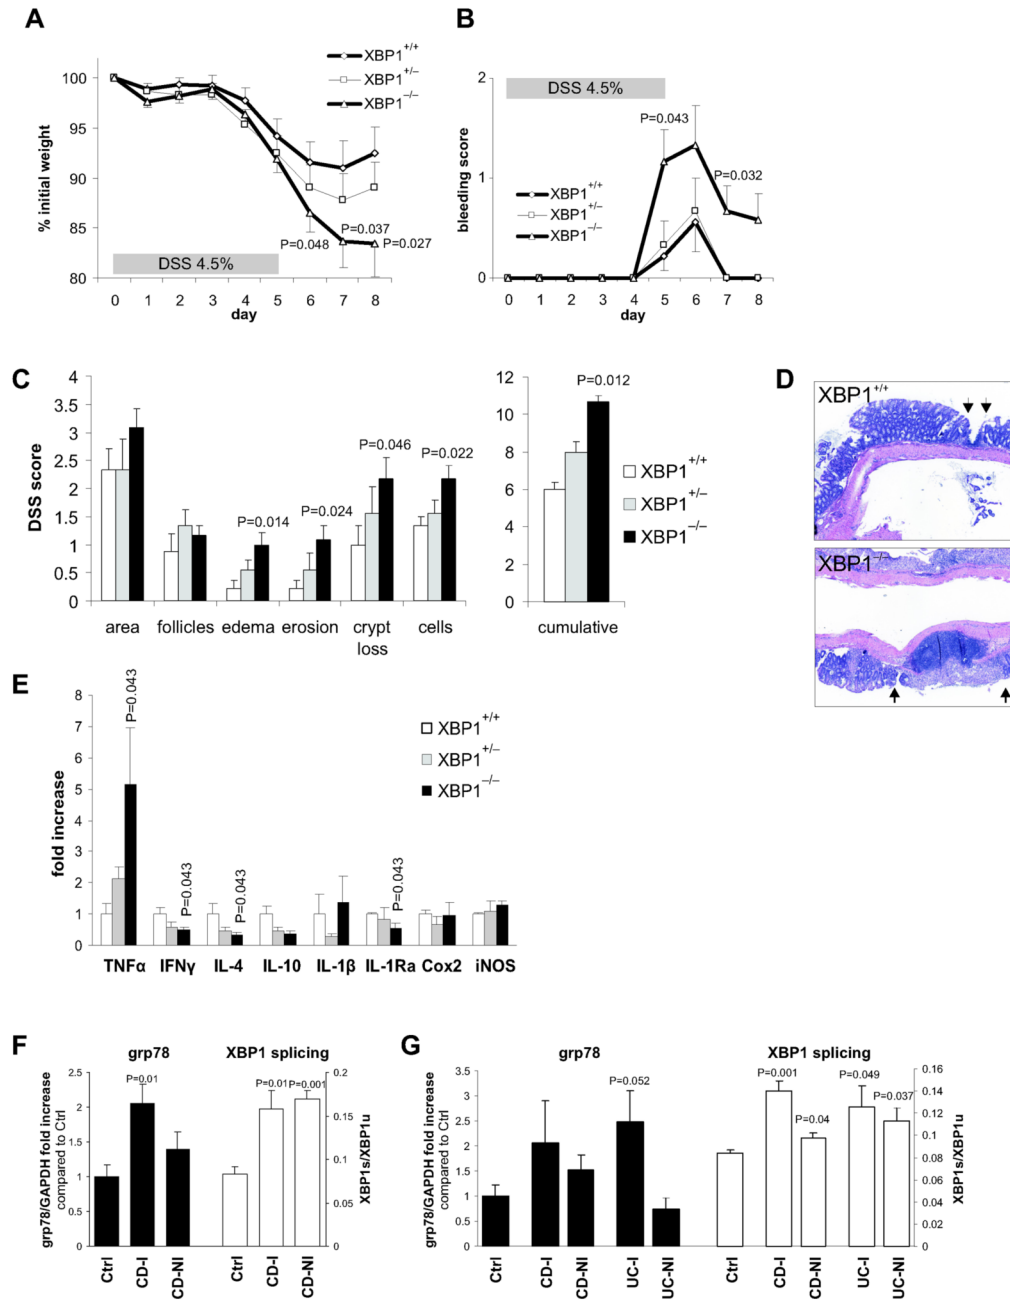 A
XBP1+/+
XBP1+/–
XBP1–/–
100
95
90
85
80
% initial weight
P=0.048
P=0.037
P=0.027
DSS 4.5%
0 1 2 3 4 5 6 7 8
day
B
2
1
0
bleeding score
DSS 4.5%
P=0.043
P=0.032
XBP1+/+
XBP1+/–
XBP1–/–
0 1 2 3 4 5 6 7 8
day
C
4
3.5
3
2.5
2
1.5
1
0.5
0
DSS score
P=0.014
P=0.024
P=0.046
P=0.022
area follicles edema erosion crypt loss cells
12
10
8
6
4
2
0
P=0.012
cumulative
XBP1+/+
XBP1+/–
XBP1–/–
D
XBP1+/+
XBP1–/–
E
8
7
6
5
4
3
2
1
0
fold increase
P=0.043
P=0.043
P=0.043
P=0.043
XBP1+/+
XBP1+/–
XBP1–/–
TNFα IFNγ IL-4 IL-10 IL-1β IL-1Ra Cox2 iNOS
F
grp78
XBP1 splicing
grp78/GAPDH fold increase
compared to Ctrl
2.5
2
1.5
1
0.5
0
P=0.01
P=0.01
P=0.001
0.2
0.15
0.1
0.05
0
XBP1s/XBP1u
Ctrl CD-I CD-NI Ctrl CD-I CD-NI
G
grp78
XBP1 splicing
grp78/GAPDH fold increase
compared to Ctrl
3.5
3
2.5
2
1.5
1
0.5
0
P=0.052
P=0.001
P=0.04
P=0.049
P=0.037
0.16
0.14
0.12
0.1
0.08
0.06
0.04
0.02
0
XBP1s/XBP1u
Ctrl CD-I CD-NI UC-I UC-NI Ctrl CD-I CD-NI UC-I UC-NI